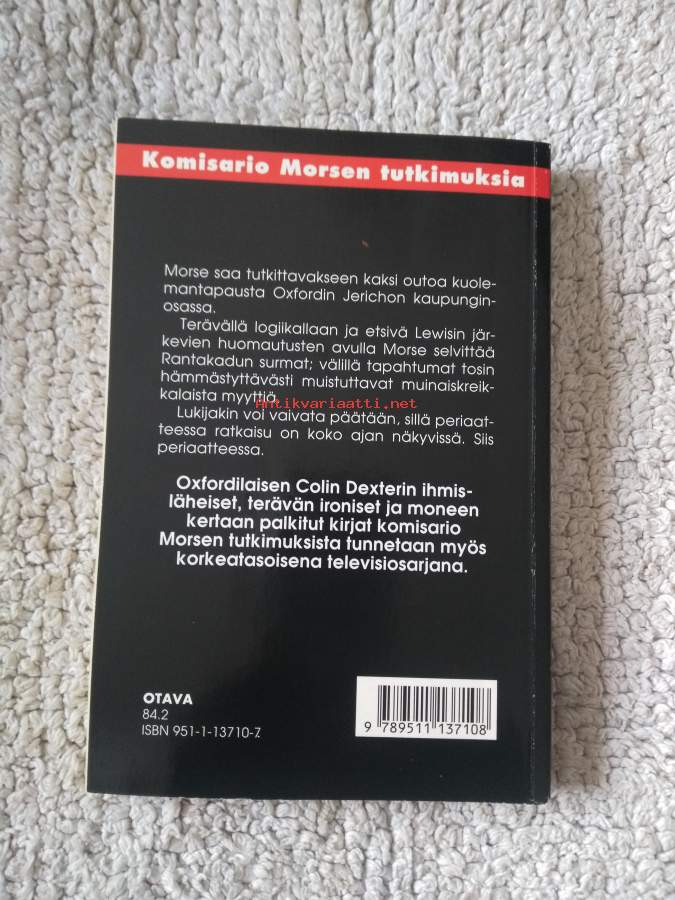 Komisario Morsen tutkimuksia
Morse saa tutkittavakseen kaksi outoa kuole-
mantapausta Oxfordin Jerichon kaupungin-
osassa.
Terävällä logiikallaan ja etsivä Lewisin jär-
kevien huomautusten avulla Morse selvittää
Rantakadun surmat; välillä tapahtumat tosin
hämmästyttävästi muistuttavat muinaiskreik-
kalaista myyttiä.
Antikvariaatti.net
Lukijakin voi vaivata päätään, sillä periaat-
teessa ratkaisu on koko ajan näkyvissä. Siis
periaatteessa.
Oxfordilaisen Colin Dexterin ihmis-
läheiset, terävän ironiset ja moneen
kertaan palkitut kirjat komisario
Morsen tutkimuksista tunnetaan myös
korkeatasoisena televisiosarjana.
OTAVA
84.2
ISBN 951-1-13710-7
9 789511 137108